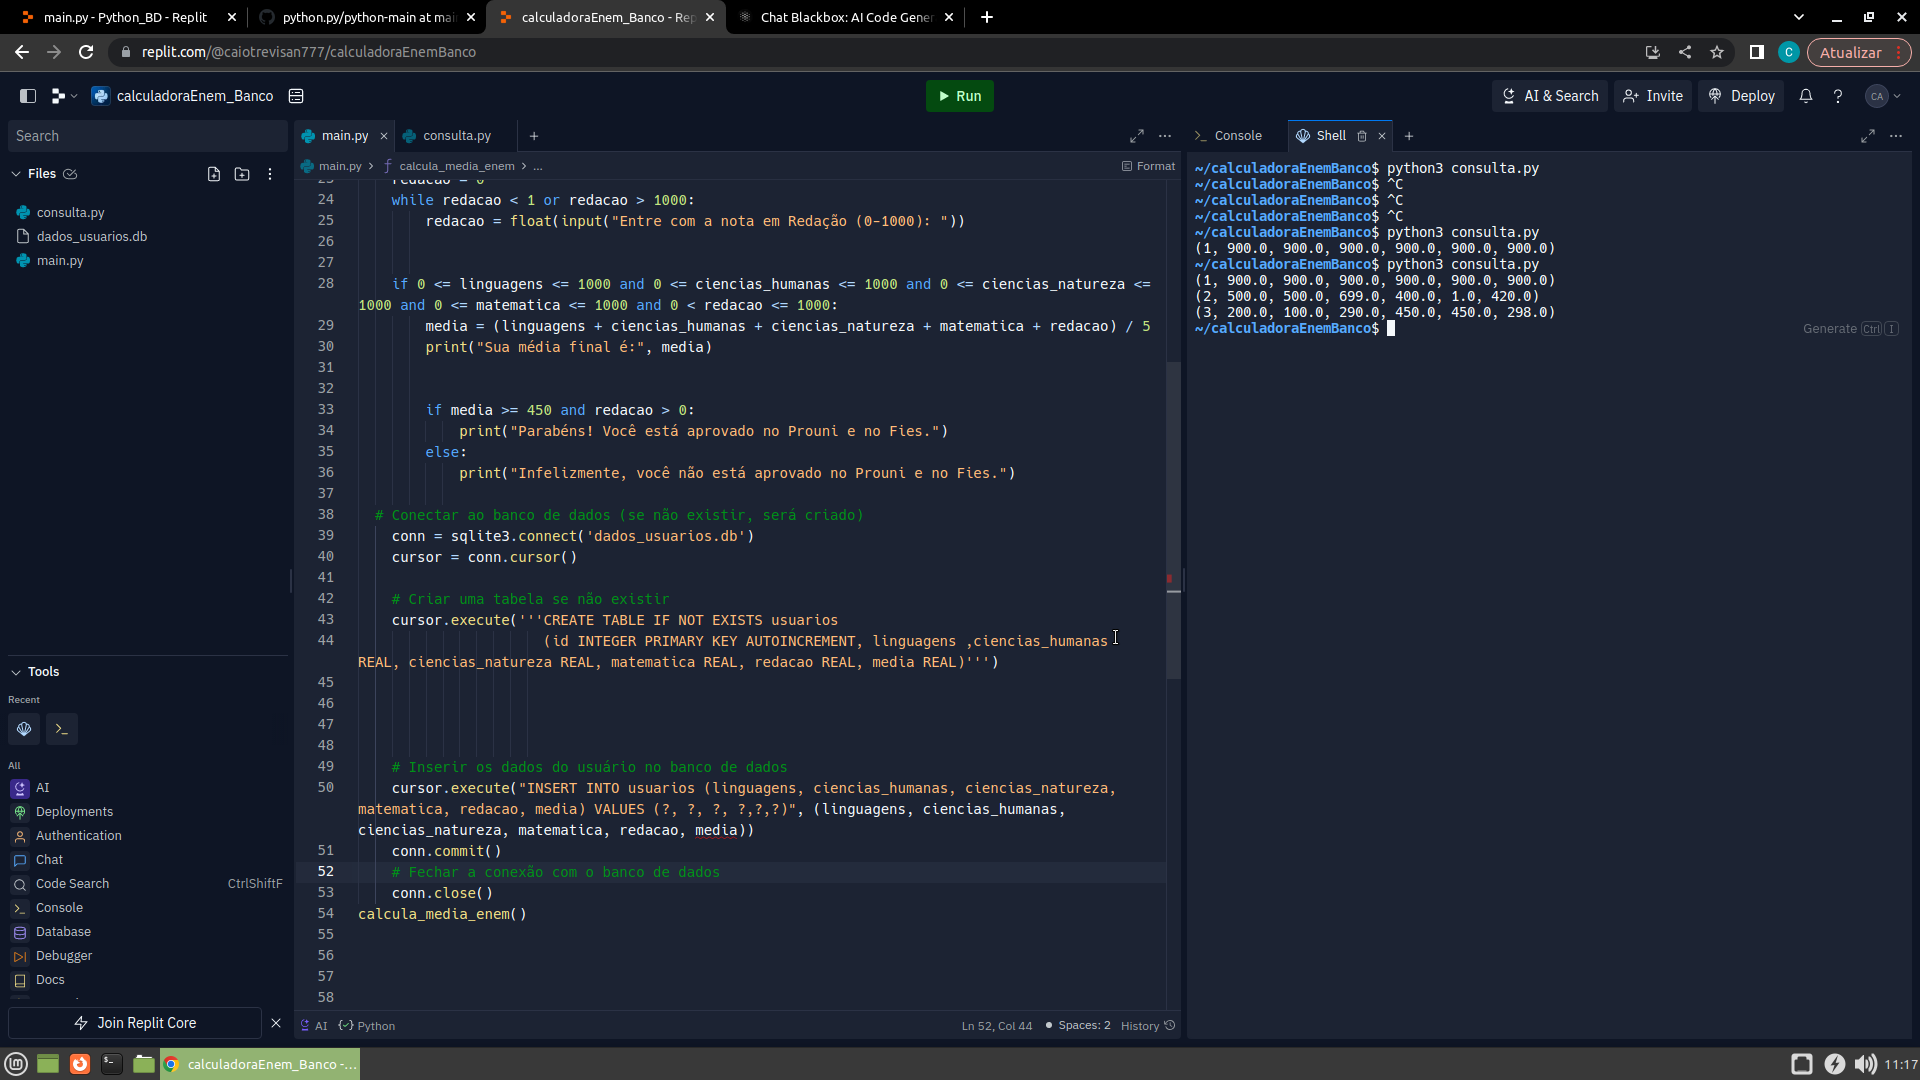 main.py - Python_BD - Replit
python.py/python-main at mai
calculadoraEnem_Banco - Rep
Chat Blackbox: AI Code Gener
replit.com/@caiotrevisan777/calculadoraEnemBanco
C
Atualizar
calculadoraEnem_Banco
Run
AI & Search
Invite
Deploy
?
CA
Search
main.py
consulta.py
Console
Shell
Files
main.py > calcula_media_enem > ...
Format
consulta.py
dados_usuarios.db
main.py
23 redacao = 0
24 while redacao < 1 or redacao > 1000:
25 redacao = float(input("Entre com a nota em Redação (0-1000): "))
26
27
28 if 0 <= linguagens <= 1000 and 0 <= ciencias_humanas <= 1000 and 0 <= ciencias_natureza <=
1000 and 0 <= matematica <= 1000 and 0 < redacao <= 1000:
29 media = (linguagens + ciencias_humanas + ciencias_natureza + matematica + redacao) / 5
30 print("Sua média final é:", media)
31
32
33 if media >= 450 and redacao > 0:
34 print("Parabéns! Você está aprovado no Prouni e no Fies.")
35 else:
36 print("Infelizmente, você não está aprovado no Prouni e no Fies.")
37
38 # Conectar ao banco de dados (se não existir, será criado)
39 conn = sqlite3.connect('dados_usuarios.db')
40 cursor = conn.cursor()
41
42 # Criar uma tabela se não existir
43 cursor.execute('''CREATE TABLE IF NOT EXISTS usuarios
44 (id INTEGER PRIMARY KEY AUTOINCREMENT, linguagens ,ciencias_humanas
REAL, ciencias_natureza REAL, matematica REAL, redacao REAL, media REAL)''')
45
46
47
48
49 # Inserir os dados do usuário no banco de dados
50 cursor.execute("INSERT INTO usuarios (linguagens, ciencias_humanas, ciencias_natureza,
matematica, redacao, media) VALUES (?, ?, ?, ?,?,?)", (linguagens, ciencias_humanas,
ciencias_natureza, matematica, redacao, media))
51 conn.commit()
52 # Fechar a conexão com o banco de dados
53 conn.close()
54 calcula_media_enem()
55
56
57
58
~/calculadoraEnemBanco$ python3 consulta.py
~/calculadoraEnemBanco$ ^C
~/calculadoraEnemBanco$ ^C
~/calculadoraEnemBanco$ ^C
~/calculadoraEnemBanco$ python3 consulta.py
(1, 900.0, 900.0, 900.0, 900.0, 900.0, 900.0)
~/calculadoraEnemBanco$ python3 consulta.py
(1, 900.0, 900.0, 900.0, 900.0, 900.0, 900.0)
(2, 500.0, 500.0, 699.0, 400.0, 1.0, 420.0)
(3, 200.0, 100.0, 290.0, 450.0, 450.0, 298.0)
~/calculadoraEnemBanco$
Generate Ctrl I
Tools
Recent
All
AI
Deployments
Authentication
Chat
Code Search CtrlShiftF
Console
Database
Debugger
Docs
Join Replit Core
AI
Python
Ln 52, Col 44
Spaces: 2
History
calculadoraEnem_Banco -...
11:17